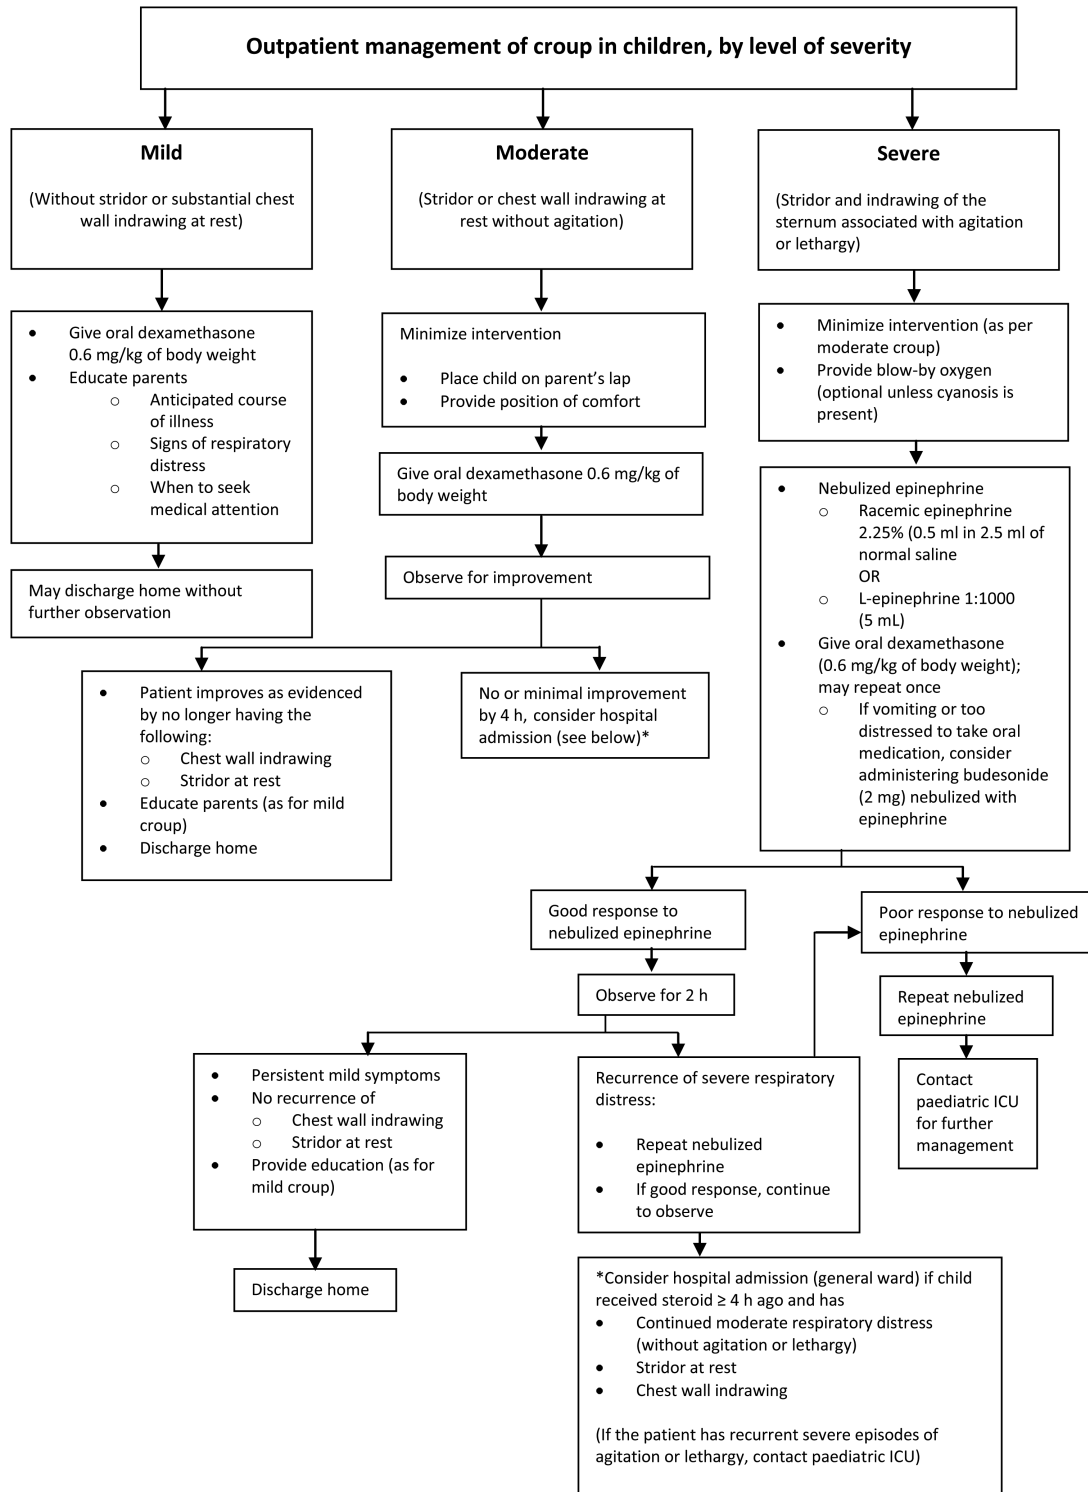 Outpatient management of croup in children, by level of severity
Mild
(Without stridor or substantial chest
wall indrawing at rest)
Moderate
(Stridor or chest wall indrawing at
rest without agitation)
Severe
(Stridor and indrawing of the
sternum associated with agitation
or lethargy)
● Give oral dexamethasone
0.6 mg/kg of body weight
● Educate parents
○ Anticipated course
of illness
○ Signs of respiratory
distress
○ When to seek
medical attention
May discharge home without
further observation
Minimize intervention
● Place child on parent’s lap
● Provide position of comfort
Give oral dexamethasone 0.6 mg/kg of
body weight
Observe for improvement
● Patient improves as evidenced
by no longer having the
following:
○ Chest wall indrawing
○ Stridor at rest
● Educate parents (as for mild
croup)
● Discharge home
No or minimal improvement
by 4 h, consider hospital
admission (see below)*
● Minimize intervention (as per
moderate croup)
● Provide blow-by oxygen
(optional unless cyanosis is
present)
● Nebulized epinephrine
○ Racemic epinephrine
2.25% (0.5 ml in 2.5 ml of
normal saline
OR
○ L-epinephrine 1:1000
(5 mL)
● Give oral dexamethasone
(0.6 mg/kg of body weight);
may repeat once
○ If vomiting or too
distressed to take oral
medication, consider
administering budesonide
(2 mg) nebulized with
epinephrine
Good response to
nebulized epinephrine
Observe for 2 h
Poor response to nebulized
epinephrine
Repeat nebulized
epinephrine
Contact
paediatric ICU
for further
management
● Persistent mild symptoms
● No recurrence of
○ Chest wall indrawing
○ Stridor at rest
● Provide education (as for
mild croup)
Discharge home
Recurrence of severe respiratory
distress:
● Repeat nebulized
epinephrine
● If good response, continue
to observe
*Consider hospital admission (general ward) if child
received steroid ≥ 4 h ago and has
● Continued moderate respiratory distress
(without agitation or lethargy)
● Stridor at rest
● Chest wall indrawing
(If the patient has recurrent severe episodes of
agitation or lethargy, contact paediatric ICU)